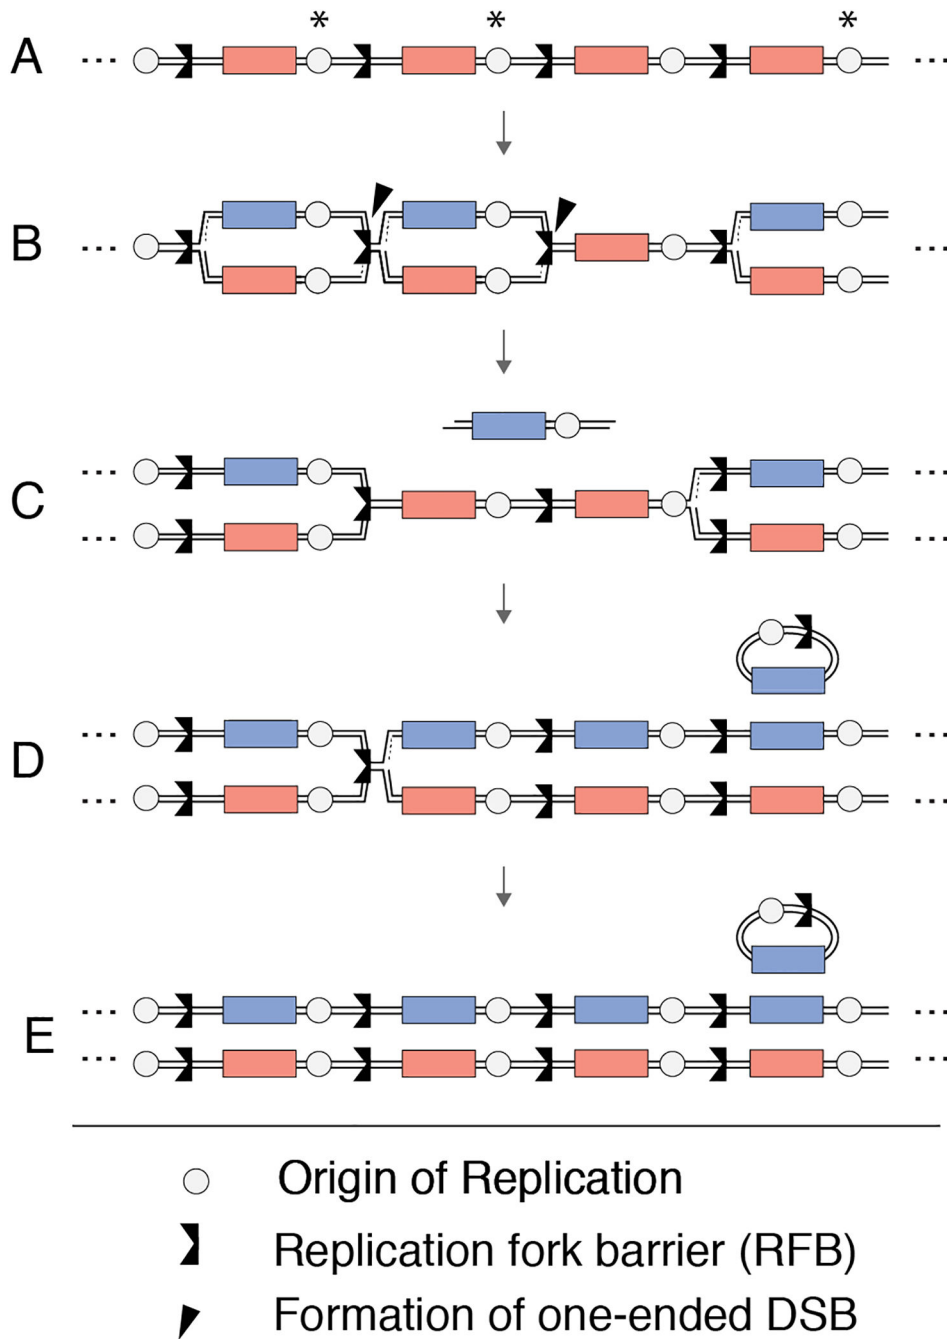 * * *
A
B
C
D
E
Origin of Replication
Replication fork barrier (RFB)
Formation of one-ended DSB